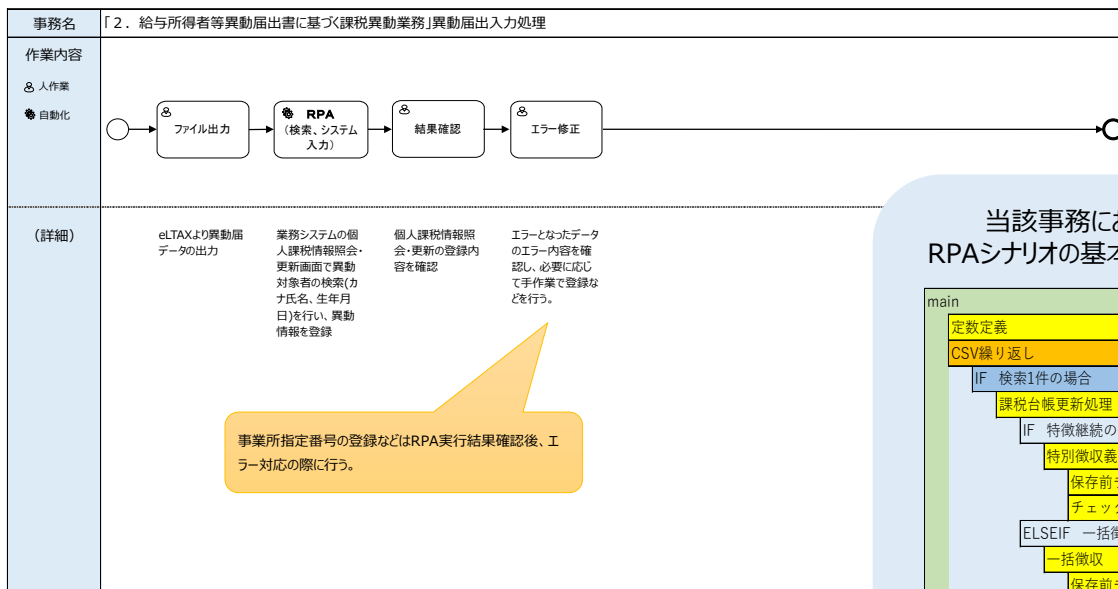 事務名
「２．給与所得者等異動届出書に基づく課税異動業務」異動届出入力処理
作業内容
人作業
自動化
ファイル出力
RPA
（検索、システム
入力）
結果確認
エラー修正
（詳細）
eLTAXより異動届
データの出力
業務システムの個
人課税情報照会・
更新画面で異動
対象者の検索(カ
ナ氏名、生年月
日)を行い、異動
情報を登録
個人課税情報照
会・更新の登録内
容を確認
エラーとなったデータ
のエラー内容を確
認し、必要に応じ
て手作業で登録な
どを行う。
事業所指定番号の登録などはRPA実行結果確認後、エ
ラー対応の際に行う。
当該事務にお
RPAシナリオの基本
main
定数定義
CSV繰り返し
IF 検索1件の場合
課税台帳更新処理
IF 特徴継続の
特別徴収義
保存前
チェッ
ELSEIF 一括徴
一括徴収
保存前